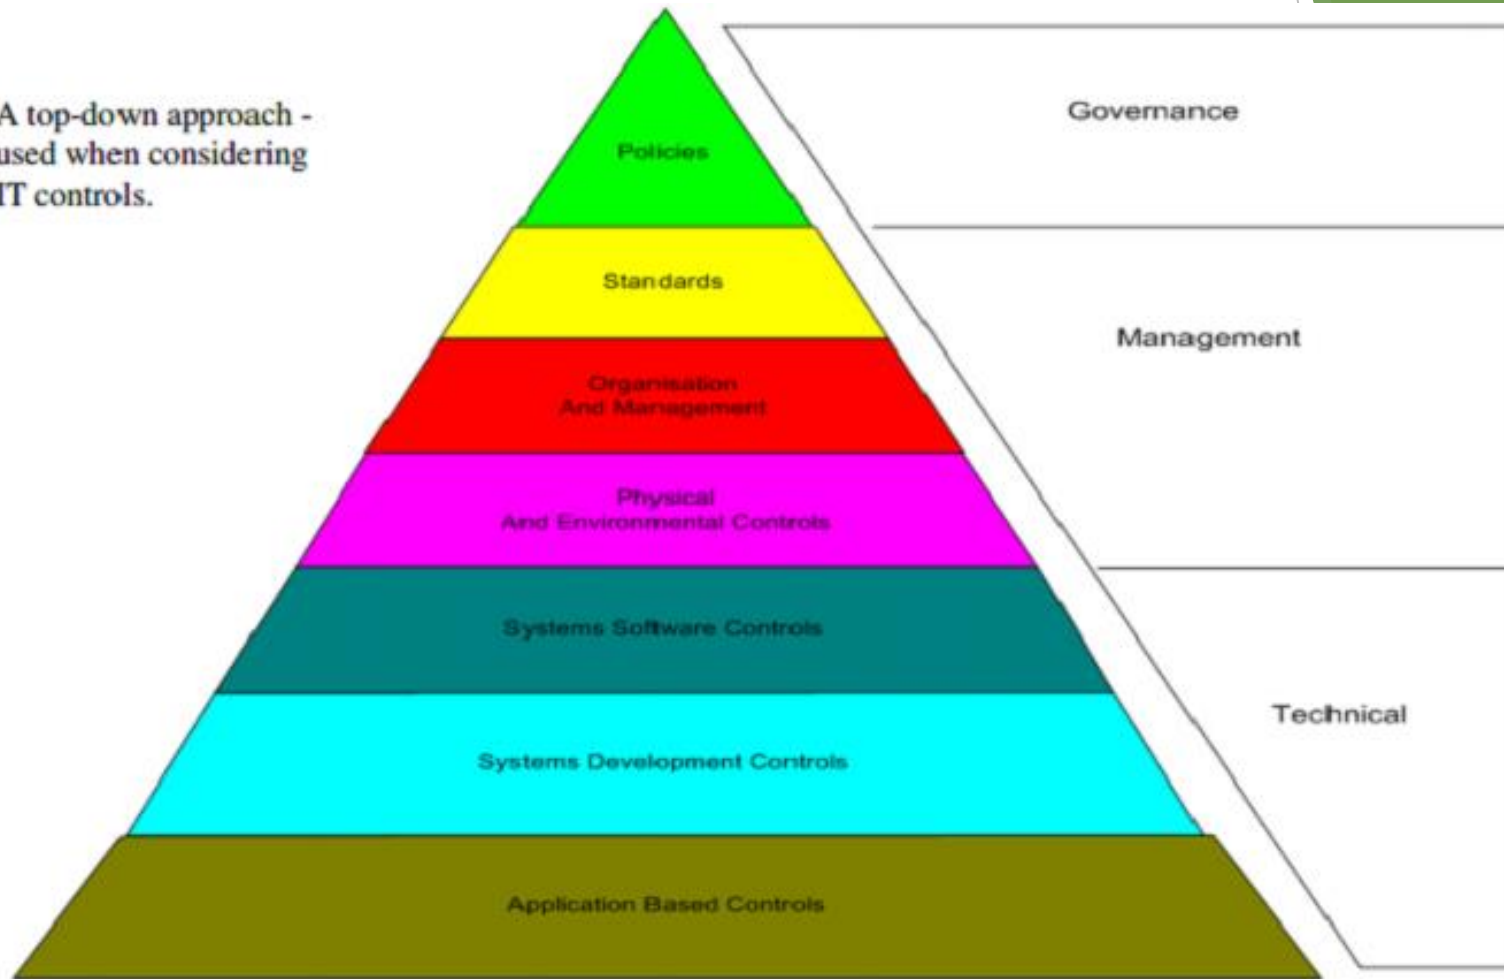 A top-down approach -
used when considering
IT controls.
Policies
Standards
Organisation
And Management
Physical
And Environmental Controls
Systems Software Controls
Systems Development Controls
Application Based Controls
Governance
Management
Technical